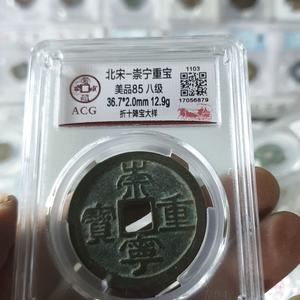 北宋-崇宁重宝
1103
美品85 八级
36.7*2.0mm 12.9g
17056879
折十降宝大样
ACG
崇
寧
重
寶